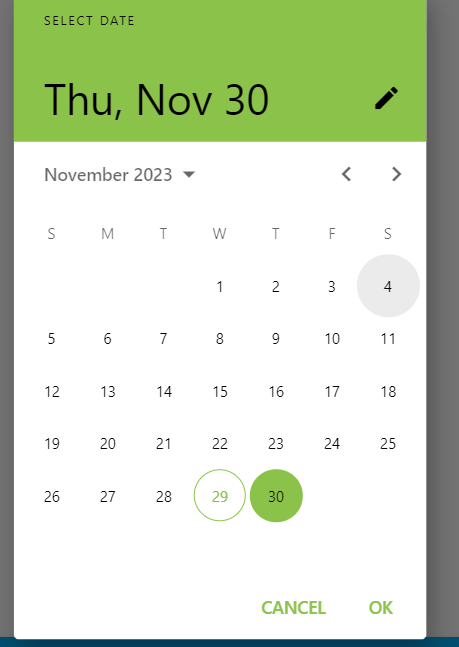 SELECT DATE
Thu, Nov 30
November 2023
S M T W T F S
1 2 3 4
5 6 7 8 9 10 11
12 13 14 15 16 17 18
19 20 21 22 23 24 25
26 27 28 29 30
CANCEL OK